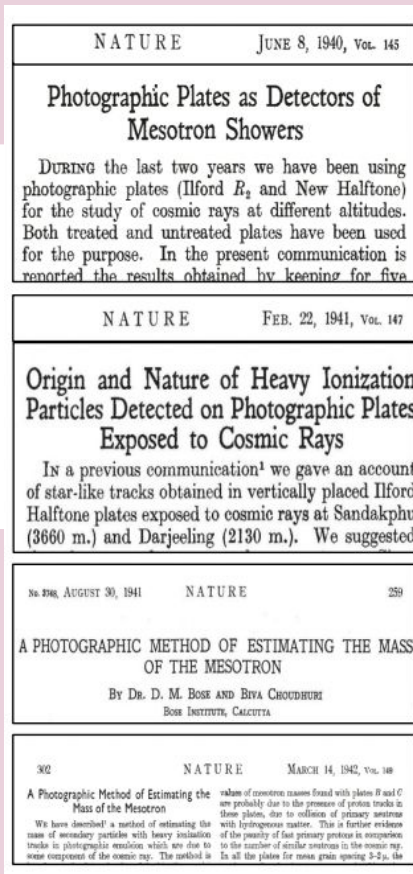 NATURE JUNE 8, 1940, VOL. 145
Photographic Plates as Detectors of
Mesotron Showers
DURING the last two years we have been using
photographic plates (Ilford R₂ and New Halftone)
for the study of cosmic rays at different altitudes.
Both treated and untreated plates have been used
for the purpose. In the present communication is
reported the results obtained by keeping for five
NATURE FEB. 22, 1941, VOL. 147
Origin and Nature of Heavy Ionization
Particles Detected on Photographic Plates
Exposed to Cosmic Rays
IN a previous communication¹ we gave an account
of star-like tracks obtained in vertically placed Ilford
Halftone plates exposed to cosmic rays at Sandakphu
(3660 m.) and Darjeeling (2130 m.). We suggested
No. 3748, AUGUST 30, 1941 NATURE 259
A PHOTOGRAPHIC METHOD OF ESTIMATING THE MASS
OF THE MESOTRON
BY DR. D. M. BOSE AND BIVA CHOUDHURI
BOSE INSTITUTE, CALCUTTA
302 NATURE MARCH 14, 1942, VOL. 149
A Photographic Method of Estimating the
Mass of the Mesotron
WE have described¹ a method of estimating the
mass of secondary particles with heavy ionization
tracks in photographic emulsion which are due to
some component of the cosmic ray. The method is
values of mesotron masses found with plates B and C
are probably due to the presence of proton tracks in
these plates, due to collision of primary neutrons
with hydrogenous matter. This is further evidence
of the paucity of fast primary protons in comparison
to the number of similar neutrons in the cosmic ray.
In all the plates for mean grain spacing 3-2μ, the